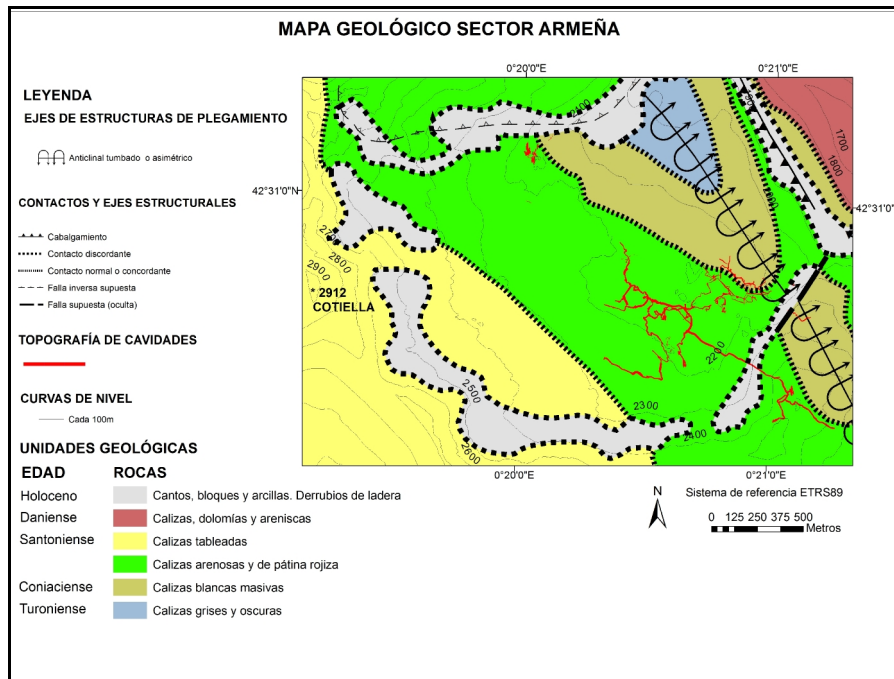 MAPA GEOLÓGICO SECTOR ARMEÑA
0°20'0"E
0°21'0"E
LEYENDA
EJES DE ESTRUCTURAS DE PLEGAMIENTO
Anticlinal tumbado o asimétrico
CONTACTOS Y EJES ESTRUCTURALES
Cabalgamiento
Contacto discordante
Contacto normal o concordante
Falla inversa supuesta
Falla supuesta (oculta)
TOPOGRAFÍA DE CAVIDADES
CURVAS DE NIVEL
Cada 100m
42°31'0"N
42°31'0"N
2100
1700
1800
2700
2800
2900
* 2912
COTIELLA
2200
2500
2300
2400
2600
0°20'0"E
0°21'0"E
UNIDADES GEOLÓGICAS
EDAD
ROCAS
Holoceno
Cantos, bloques y arcillas. Derrubios de ladera
Daniense
Calizas, dolomías y areniscas
Santoniense
Calizas tableadas
Calizas arenosas y de pátina rojiza
Coniaciense
Calizas blancas masivas
Turoniense
Calizas grises y oscuras
N
Sistema de referencia ETRS89
0 125 250 375 500
Metros